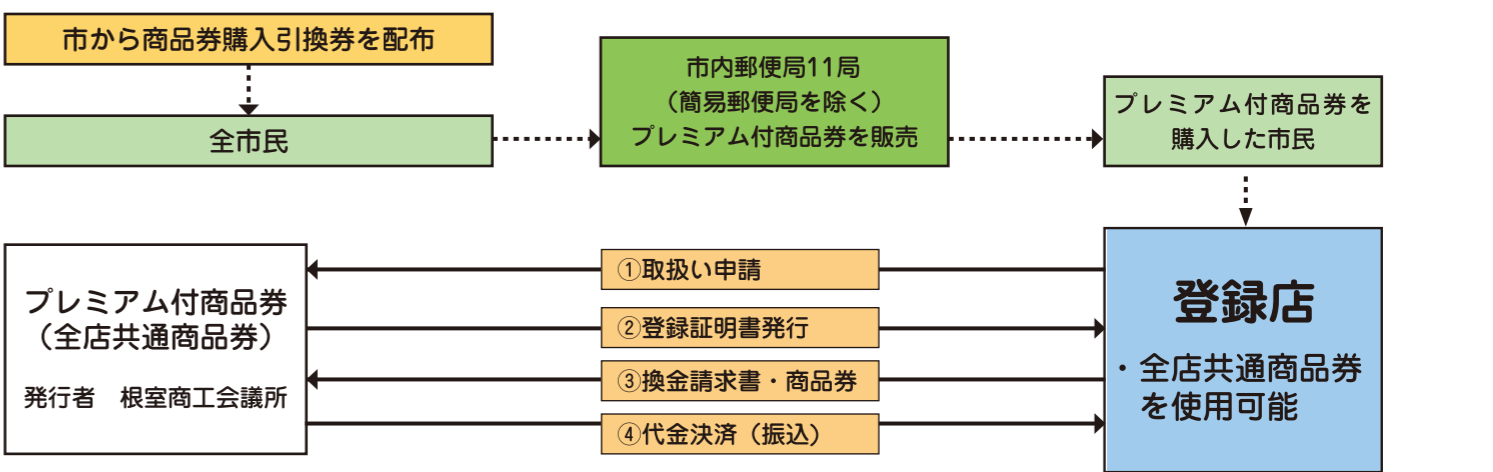 市から商品券購入引換券を配布
全市民
市内郵便局11局
（簡易郵便局を除く）
プレミアム付商品券を販売
プレミアム付商品券を
購入した市民
プレミアム付商品券
（全店共通商品券）
発行者　根室商工会議所
①取扱い申請
②登録証明書発行
③換金請求書・商品券
④代金決済（振込）
登録店
・全店共通商品券
を使用可能